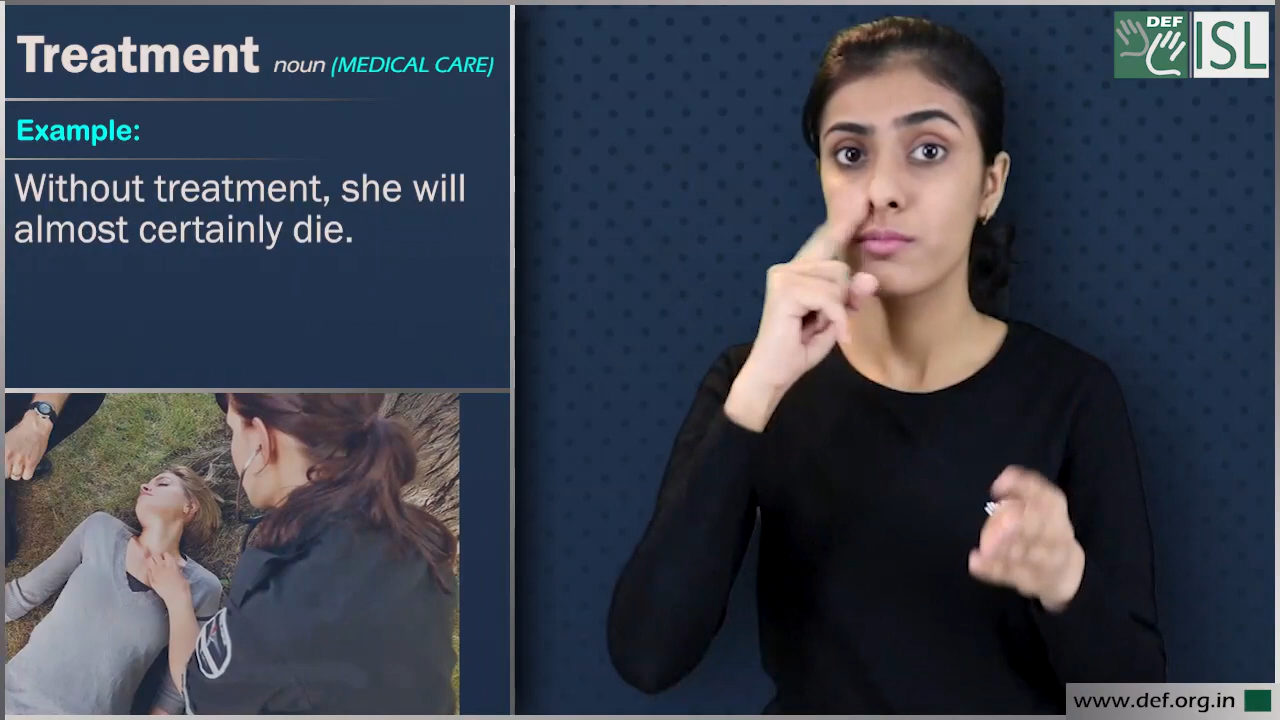 Treatment noun (MEDICAL CARE)
Example:
Without treatment, she will
almost certainly die.
DEF
ISL
www.def.org.in